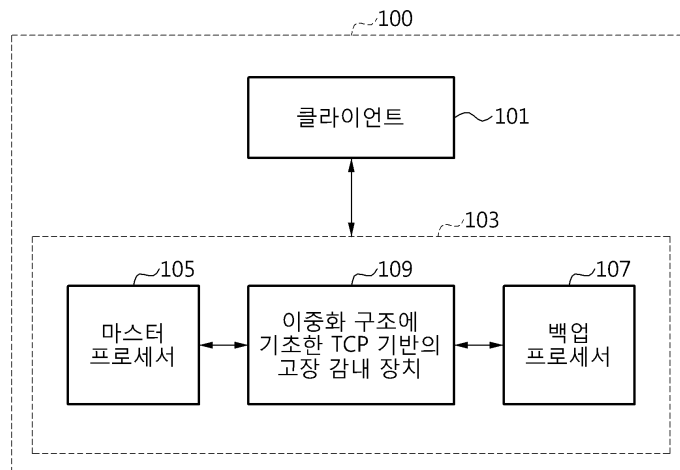 100
클라이언트
101
103
105
109
107
마스터
프로세서
이중화 구조에
기초한 TCP 기반의
고장 감내 장치
백업
프로세서